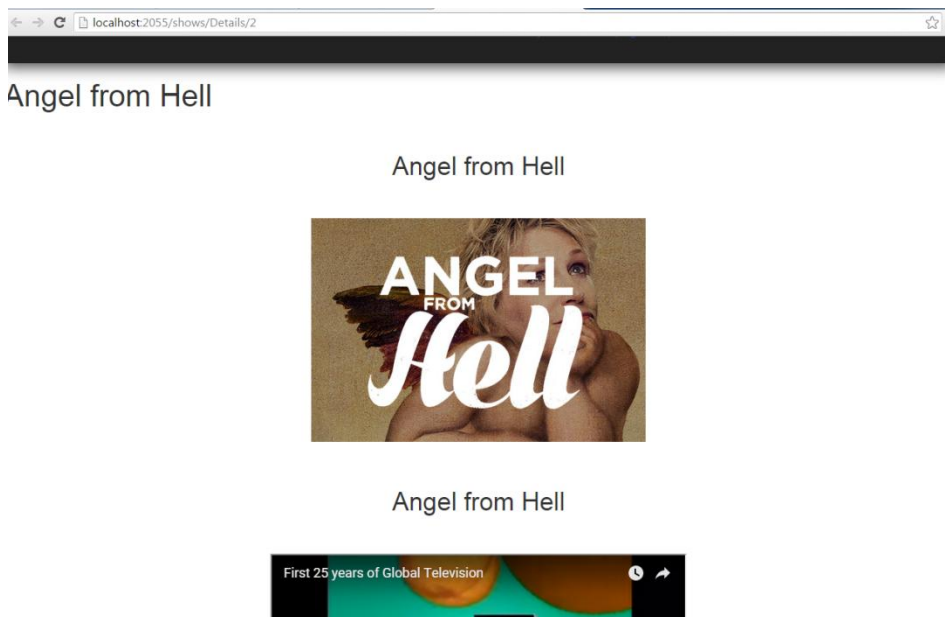 localhost:2055/shows/Details/2
Angel from Hell
Angel from Hell
ANGEL
FROM
Hell
Angel from Hell
First 25 years of Global Television